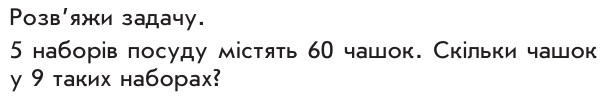 Розв’яжи задачу.
5 наборів посуду містять 60 чашок. Скільки чашок
у 9 таких наборах?